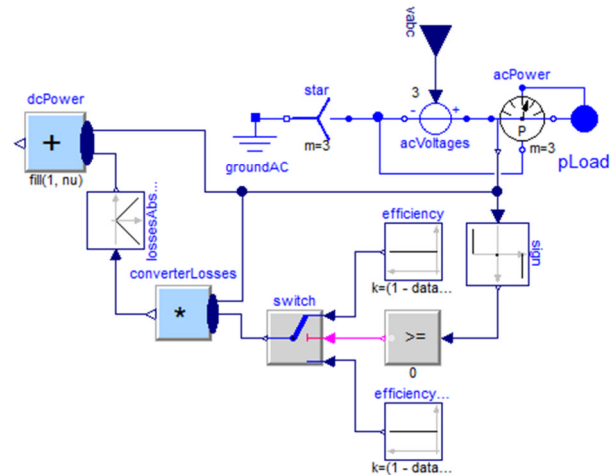 vabc
acPower
dcPower
star
3
-
+
P
+
acVoltages
m=3
m=3
pLoad
groundAC
fill(1, nu)
lossesAbs...
efficiency
sign
converterLosses
k=(1 - data...
switch
*
>=
0
efficiency...
k=(1 - data...